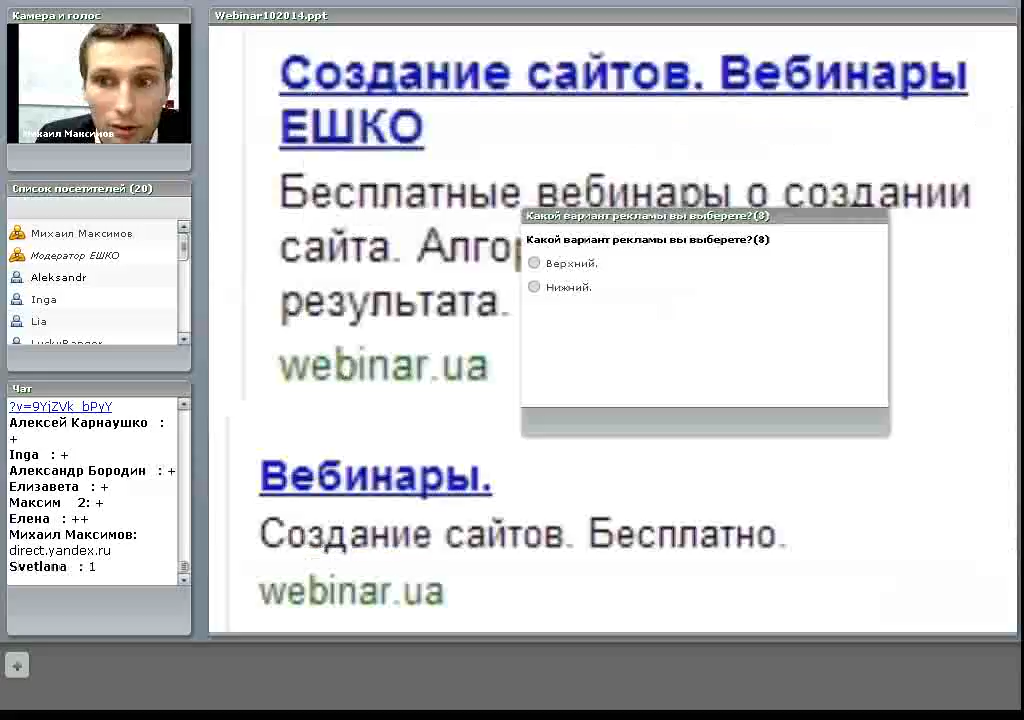 Камера и голос
Михаил Максимов
Список посетителей (20)
Михаил Максимов
Модератор ЕШКО
Aleksandr
Inga
Lia
LuckyRanger
Чат
?v=9YjZVk_bPyY
Алексей Карнаушко :
+
Inga : +
Александр Бородин : +
Елизавета : +
Максим 2: +
Елена : ++
Михаил Максимов:
direct.yandex.ru
Svetlana : 1
Webinar102014.ppt
Создание сайтов. Вебинары
ЕШКО
Бесплатные вебинары о создании
сайта. Алго
результата.
webinar.ua
Какой вариант рекламы вы выберете?(8)
Какой вариант рекламы вы выберете?(8)
Верхний.
Нижний.
Вебинары.
Создание сайтов. Бесплатно.
webinar.ua